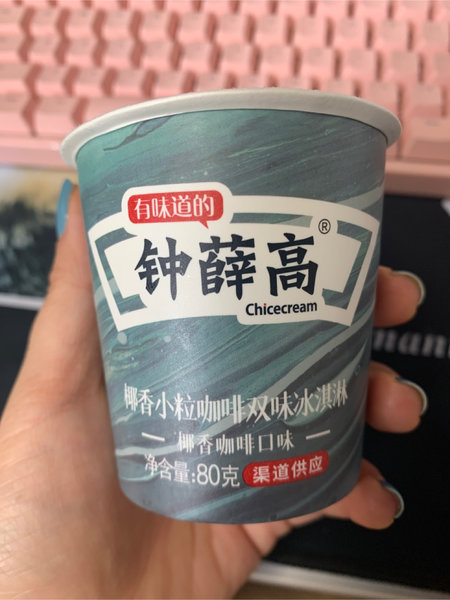 有味道的
钟薛高®
Chicecream
椰香小粒咖啡双味冰淇淋
椰香咖啡口味
净含量:80克 渠道供应